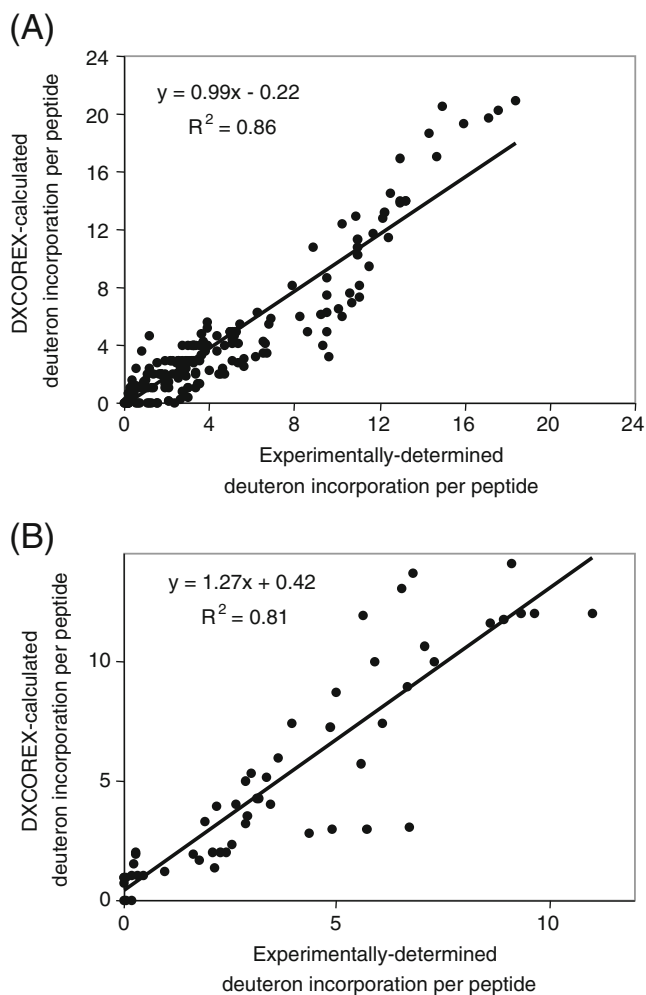 (A)
DXCOREX-calculated
deuteron incorporation per peptide
24
20
16
12
8
4
0
y = 0.99x - 0.22
R² = 0.86
0 4 8 12 16 20 24
Experimentally-determined
deuteron incorporation per peptide
(B)
DXCOREX-calculated
deuteron incorporation per peptide
10
5
0
y = 1.27x + 0.42
R² = 0.81
0 5 10
Experimentally-determined
deuteron incorporation per peptide